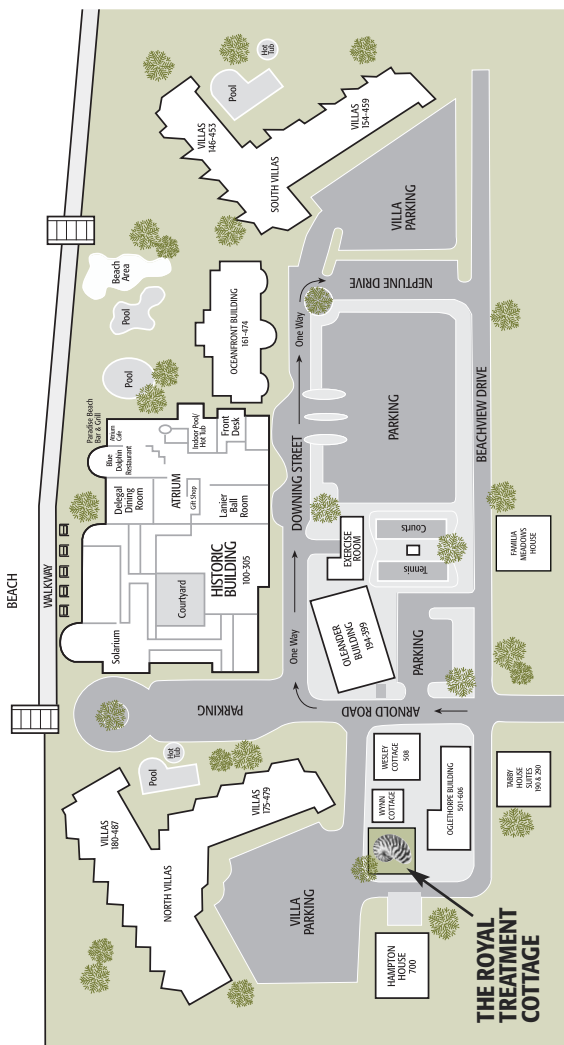 BEACH
WALKWAY
Hot
Tub
Pool
VILLAS
146-453
VILLAS
154-459
SOUTH VILLAS
VILLA
PARKING
Beach
Area
Pool
Pool
OCEANFRONT BUILDING
161-474
One Way
NEPTUNE DRIVE
Paradise Beach
Bar & Grill
Atrium
Cafe
Blue
Dolphin
Restaurant
Indoor Pool/
Hot Tub
Front
Desk
Delegal
Dining
Room
ATRIUM
Gift Shop
Lanier
Ball
Room
Solarium
Courtyard
HISTORIC
BUILDING
100-305
DOWNING STREET
One Way
PARKING
BEACHVIEW DRIVE
EXERCISE
ROOM
Tennis
Courts
OLEANDER
BUILDING
194-399
PARKING
FAMILIA
MEADOWS
HOUSE
PARKING
ARNOLD ROAD
Pool
Hot
Tub
VILLAS
180-487
VILLAS
175-479
NORTH VILLAS
VILLA
PARKING
WESLEY
COTTAGE
508
WYNN
COTTAGE
OGLETHORPE BUILDING
501-606
TABBY
HOUSE
SUITES
190 & 290
HAMPTON
HOUSE
700
THE ROYAL
TREATMENT
COTTAGE